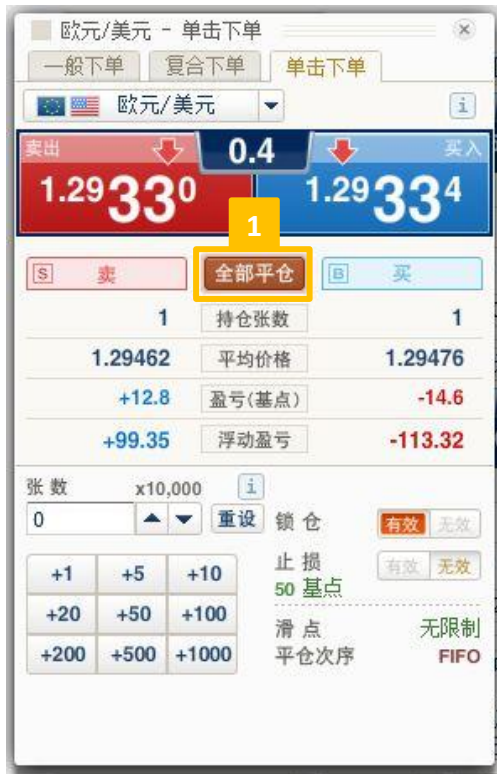 欧元/美元 - 单击下单
一般下单 复合下单 单击下单
欧元/美元
卖出 0.4 买入
1.29330 1.29334
1
S 卖 全部平仓 B 买
1 持仓张数 1
1.29462 平均价格 1.29476
+12.8 盈亏(基点) -14.6
+99.35 浮动盈亏 -113.32
张数 x10,000 i
0 重设 锁仓 有效 无效
+1 +5 +10 止损 有效 无效
50 基点
+20 +50 +100 滑点 无限制
+200 +500 +1000 平仓次序 FIFO